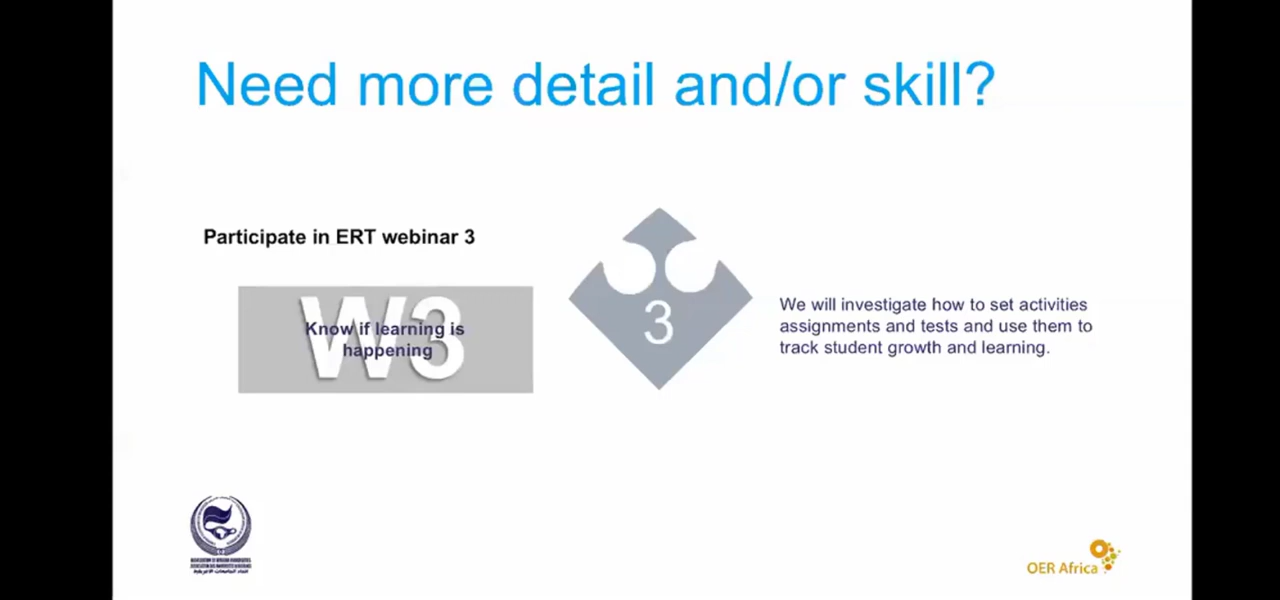 Need more detail and/or skill?
Participate in ERT webinar 3
W3
Know if learning is
happening
3
We will investigate how to set activities
assignments and tests and use them to
track student growth and learning.
OER Africa